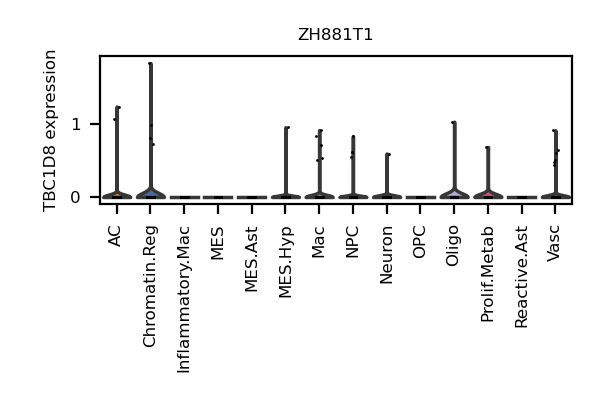 ZH881T1
TBC1D8 expression
1
0
AC
Chromatin.Reg
Inflammatory.Mac
MES
MES.Ast
MES.Hyp
Mac
NPC
Neuron
OPC
Oligo
Prolif.Metab
Reactive.Ast
Vasc